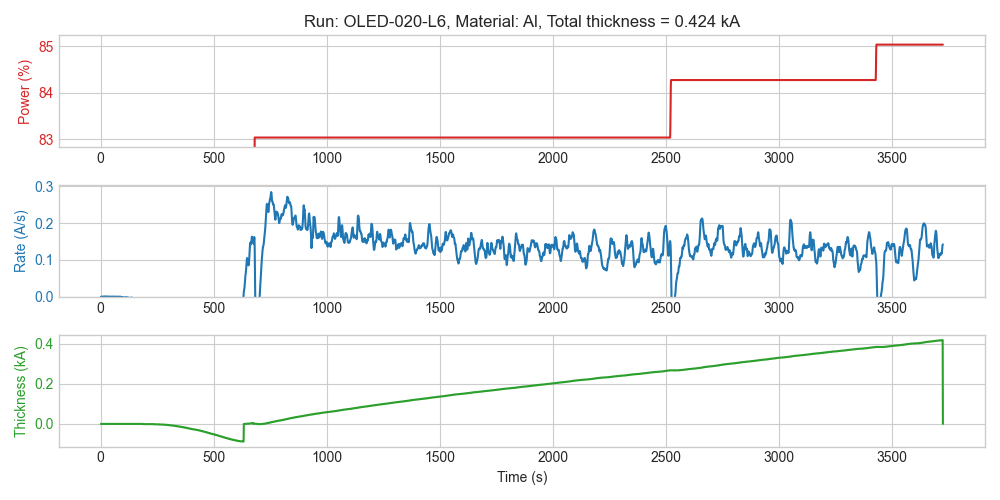 Run: OLED-020-L6, Material: Al, Total thickness = 0.424 kA
Power (%)
85
84
83
0 500 1000 1500 2000 2500 3000 3500
Rate (A/s)
0.3
0.2
0.1
0.0
0 500 1000 1500 2000 2500 3000 3500
Thickness (kA)
0.4
0.2
0.0
0 500 1000 1500 2000 2500 3000 3500
Time (s)